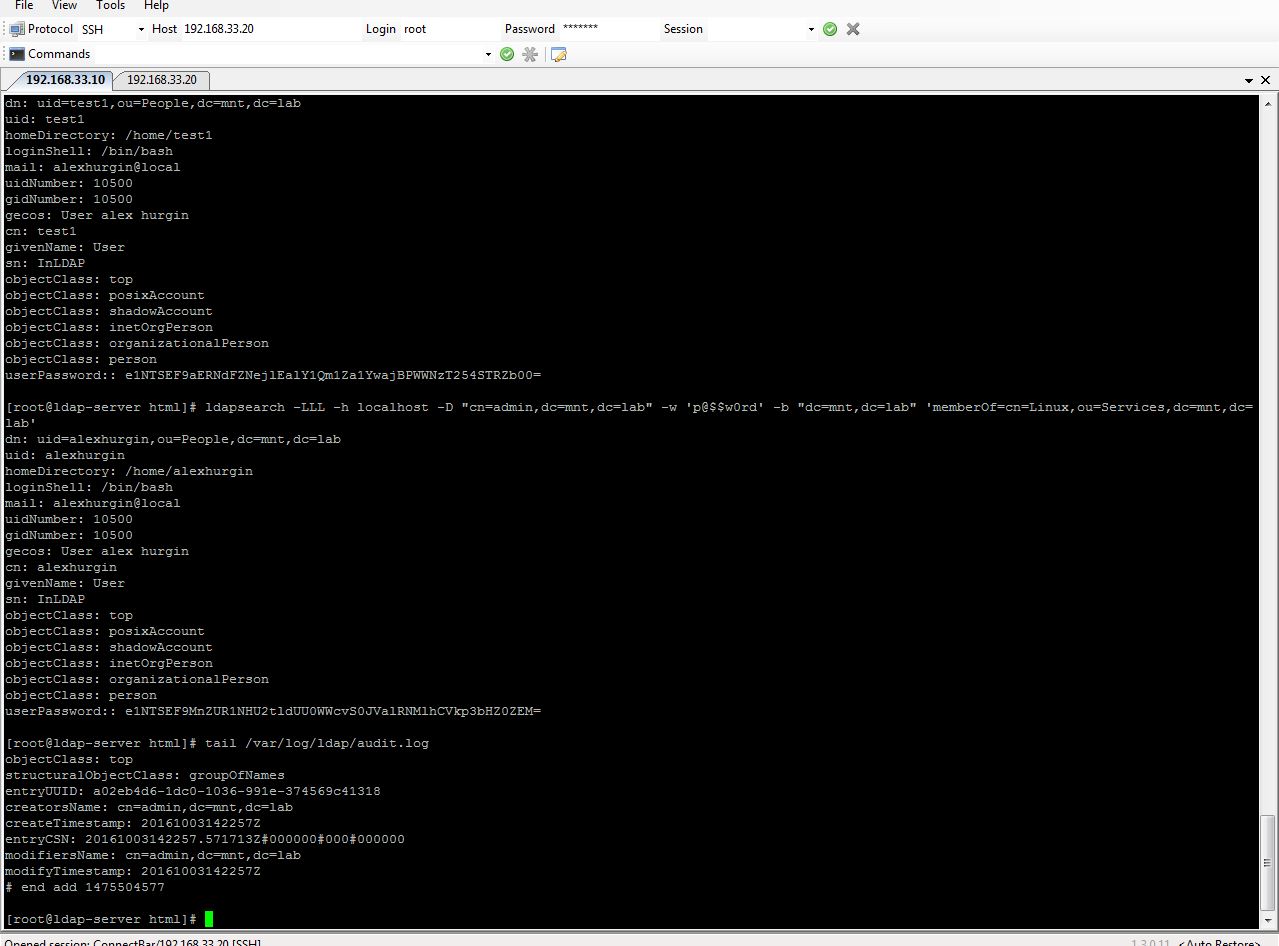 File View Tools Help
Protocol SSH Host 192.168.33.20 Login root Password ******* Session
Commands
192.168.33.10 192.168.33.20
dn: uid=test1,ou=People,dc=mnt,dc=lab
uid: test1
homeDirectory: /home/test1
loginShell: /bin/bash
mail: alexhurgin@local
uidNumber: 10500
gidNumber: 10500
gecos: User alex hurgin
cn: test1
givenName: User
sn: InLDAP
objectClass: top
objectClass: posixAccount
objectClass: shadowAccount
objectClass: inetOrgPerson
objectClass: organizationalPerson
objectClass: person
userPassword::
[root@ldap-server html]# ldapsearch -LLL -h localhost -D "cn=admin,dc=mnt,dc=lab" -w 'p@$$w0rd' -b "dc=mnt,dc=lab" 'memberOf=cn=Linux,ou=Services,dc=mnt,dc=
lab'
dn: uid=alexhurgin,ou=People,dc=mnt,dc=lab
uid: alexhurgin
homeDirectory: /home/alexhurgin
loginShell: /bin/bash
mail: alexhurgin@local
uidNumber: 10500
gidNumber: 10500
gecos: User alex hurgin
cn: alexhurgin
givenName: User
sn: InLDAP
objectClass: top
objectClass: posixAccount
objectClass: shadowAccount
objectClass: inetOrgPerson
objectClass: organizationalPerson
objectClass: person
userPassword::
[root@ldap-server html]# tail /var/log/ldap/audit.log
objectClass: top
structuralObjectClass: groupOfNames
entryUUID: a02eb4d6-1dc0-1036-991e-374569c41318
creatorsName: cn=admin,dc=mnt,dc=lab
createTimestamp: 20161003142257Z
entryCSN: 20161003142257.571713Z#000000#000#000000
modifiersName: cn=admin,dc=mnt,dc=lab
modifyTimestamp: 20161003142257Z
# end add 1475504577
[root@ldap-server html]#
Opened session: ConnectBar/192.168.33.20 [SSH] 1.3.0.11 <Auto Restore>